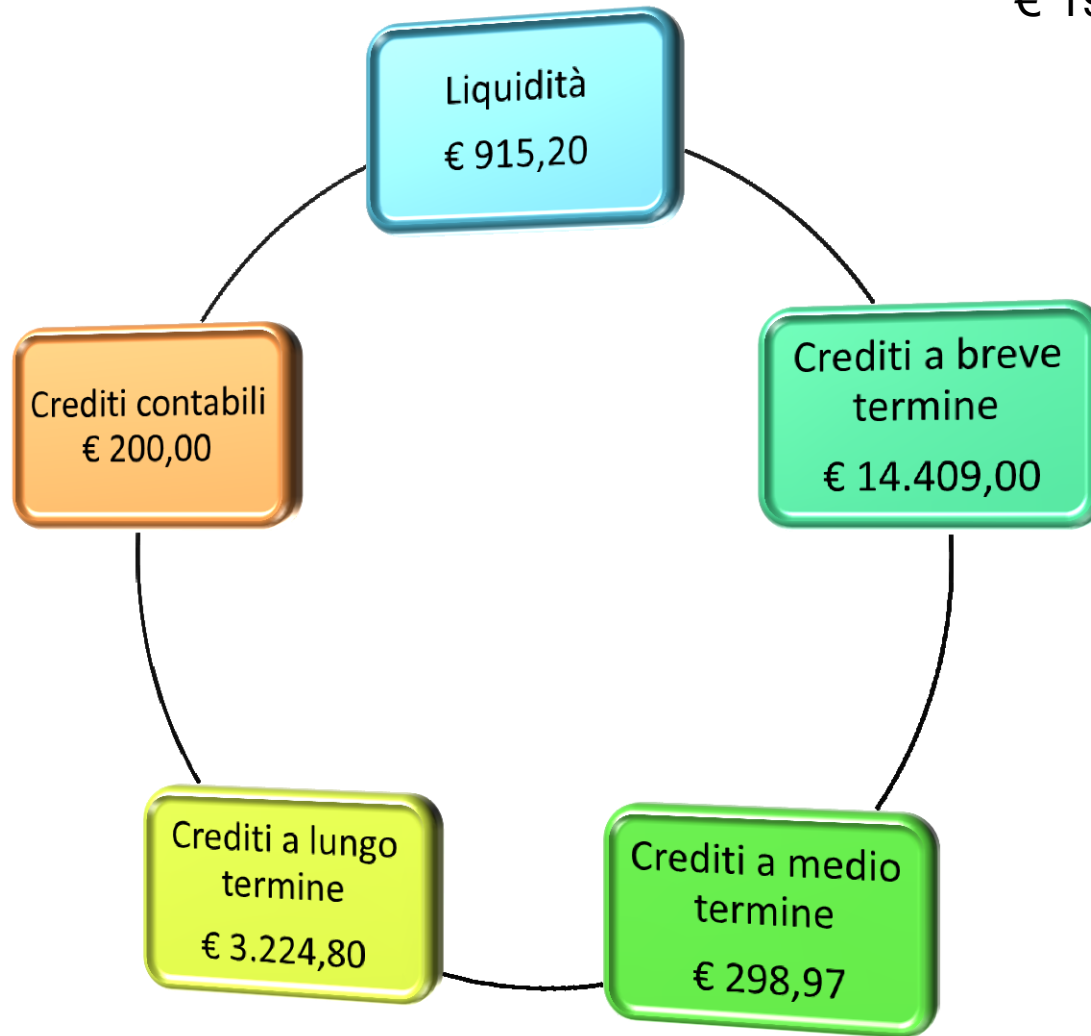 € 19
Liquidità
€ 915,20
Crediti a breve
termine
€ 14.409,00
Crediti contabili
€ 200,00
Crediti a lungo
termine
€ 3.224,80
Crediti a medio
termine
€ 298,97